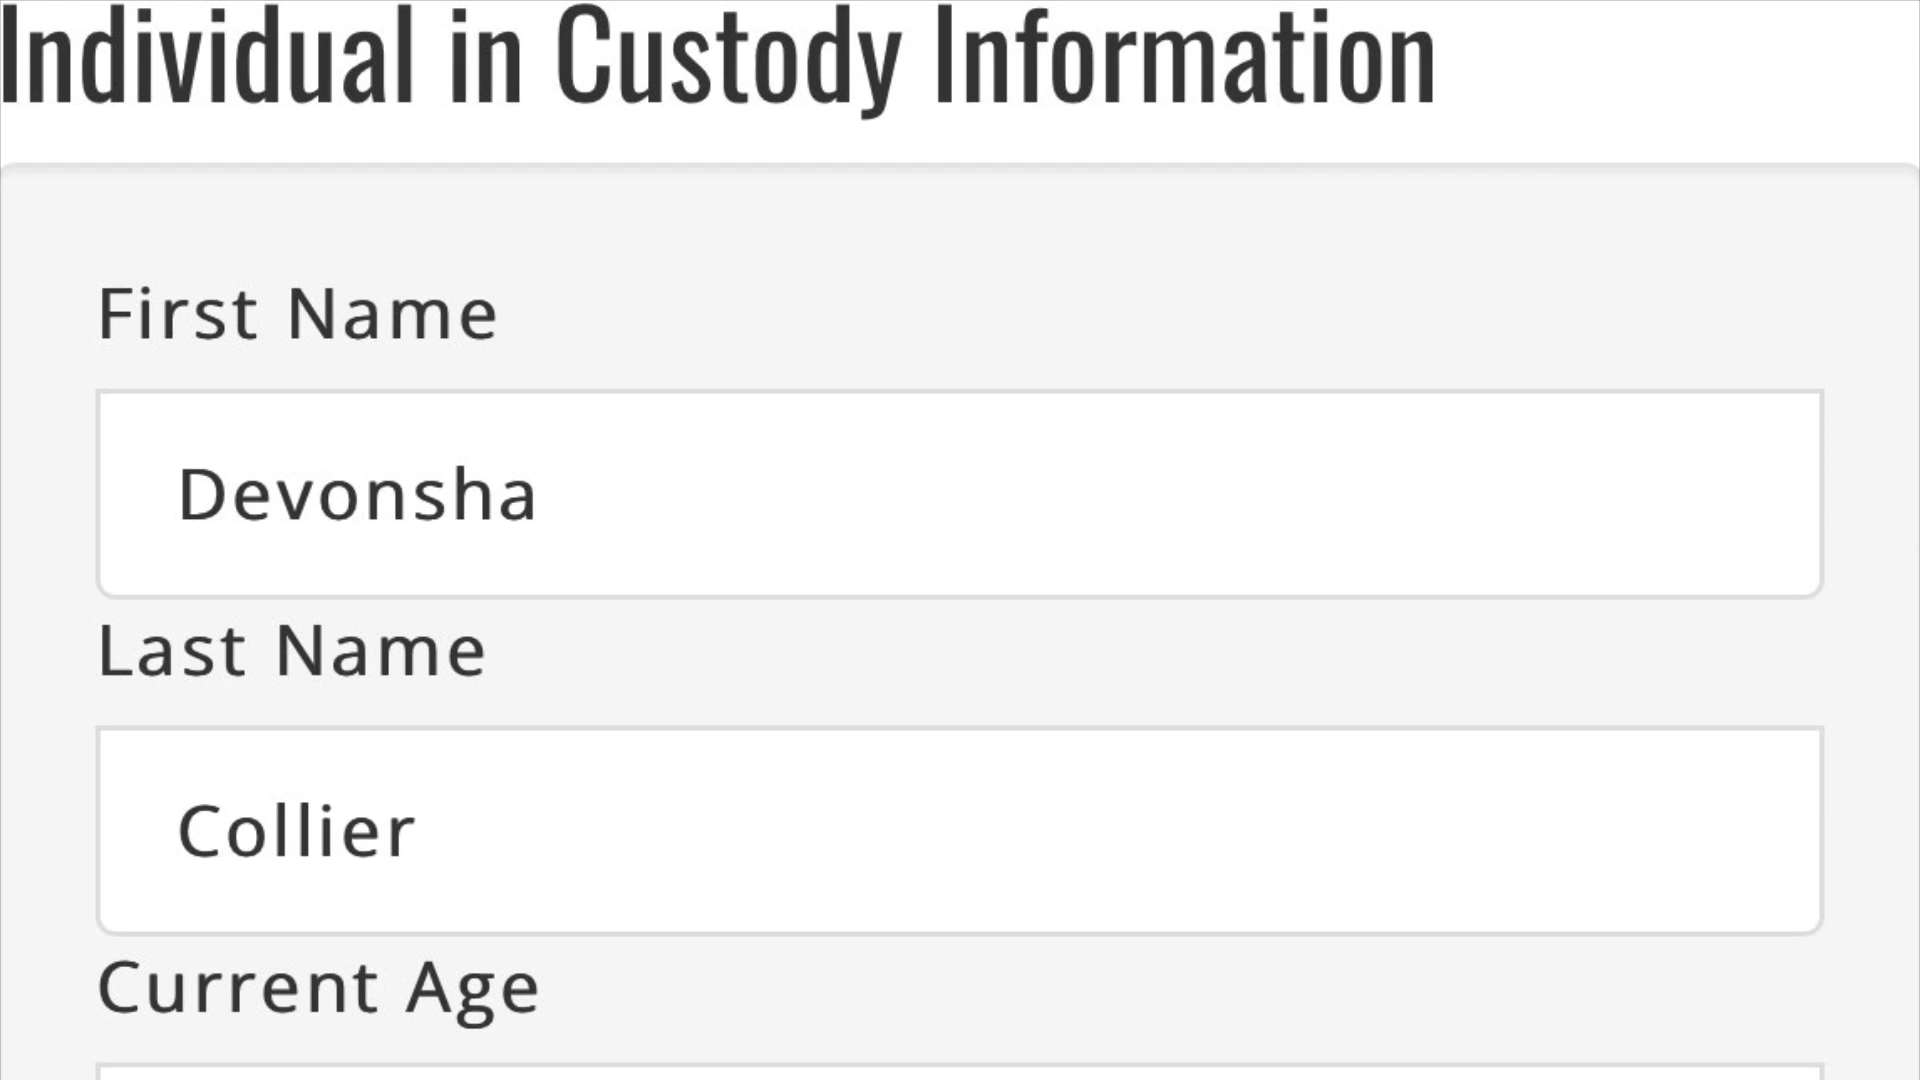 Individual in Custody Information
First Name
Devonsha
Last Name
Collier
Current Age